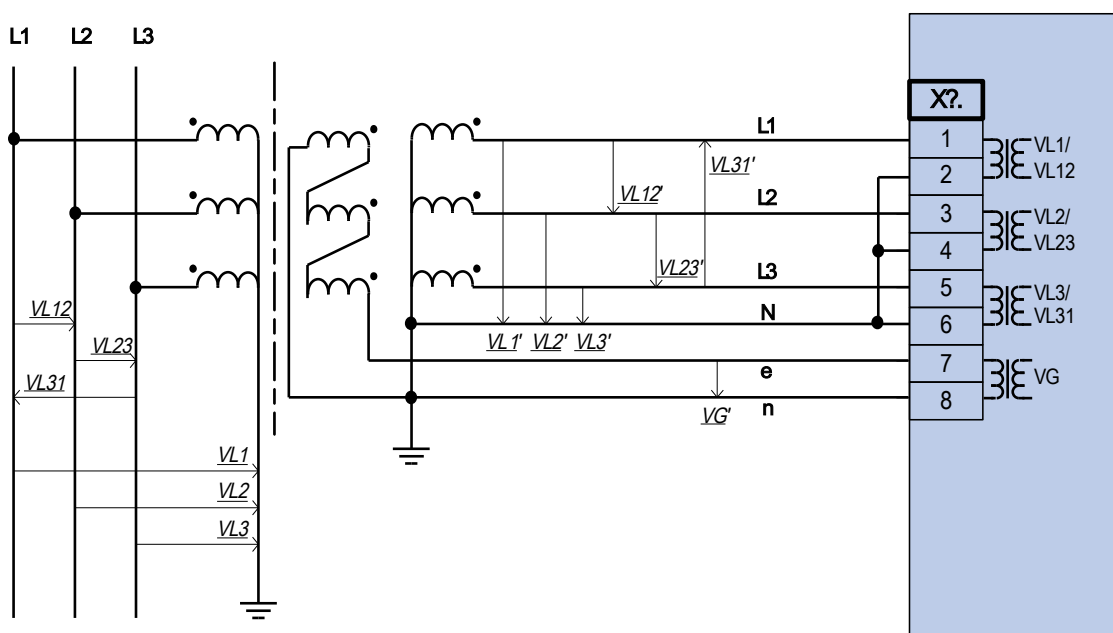 L1 L2 L3
X?.
L1
1
VL1/
VL12
VL31'
2
VL12'
L2
3
VL2/
VL23
4
VL23'
L3
5
VL3/
VL31
VL12
N
6
VL1' VL2' VL3'
VL23
7
VG
e
VL31
8
n
VG'
VL1
VL2
VL3